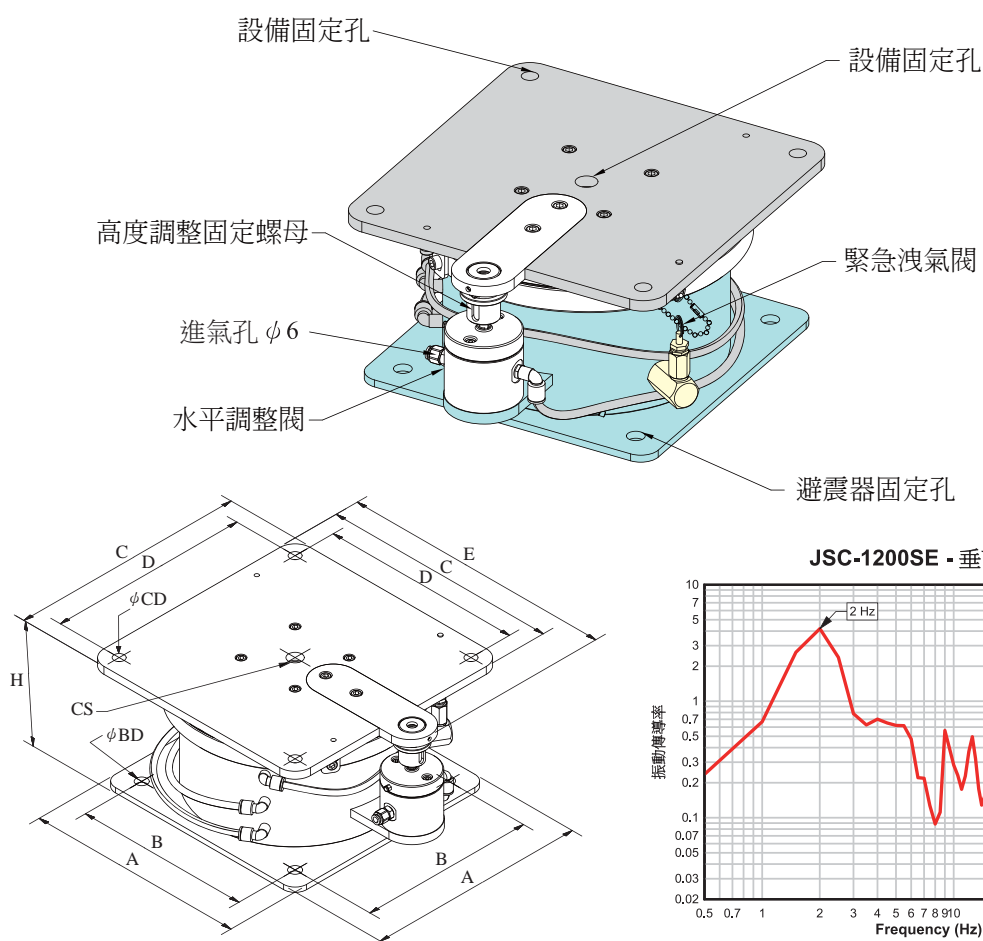 設備固定孔
設備固定孔
高度調整固定螺母
緊急洩氣閥
進氣孔 φ6
水平調整閥
避震器固定孔
C
D
E
C
D
φCD
H
CS
φBD
B
A
B
A
JSC-1200SE - 垂
10
7
5
3
2
1
0.7
0.5
0.3
0.2
0.1
0.07
0.05
0.03
0.02
2 Hz
振動傳導率
0.5 0.7 1 2 3 4 5 6 7 8 9 10
Frequency (Hz)